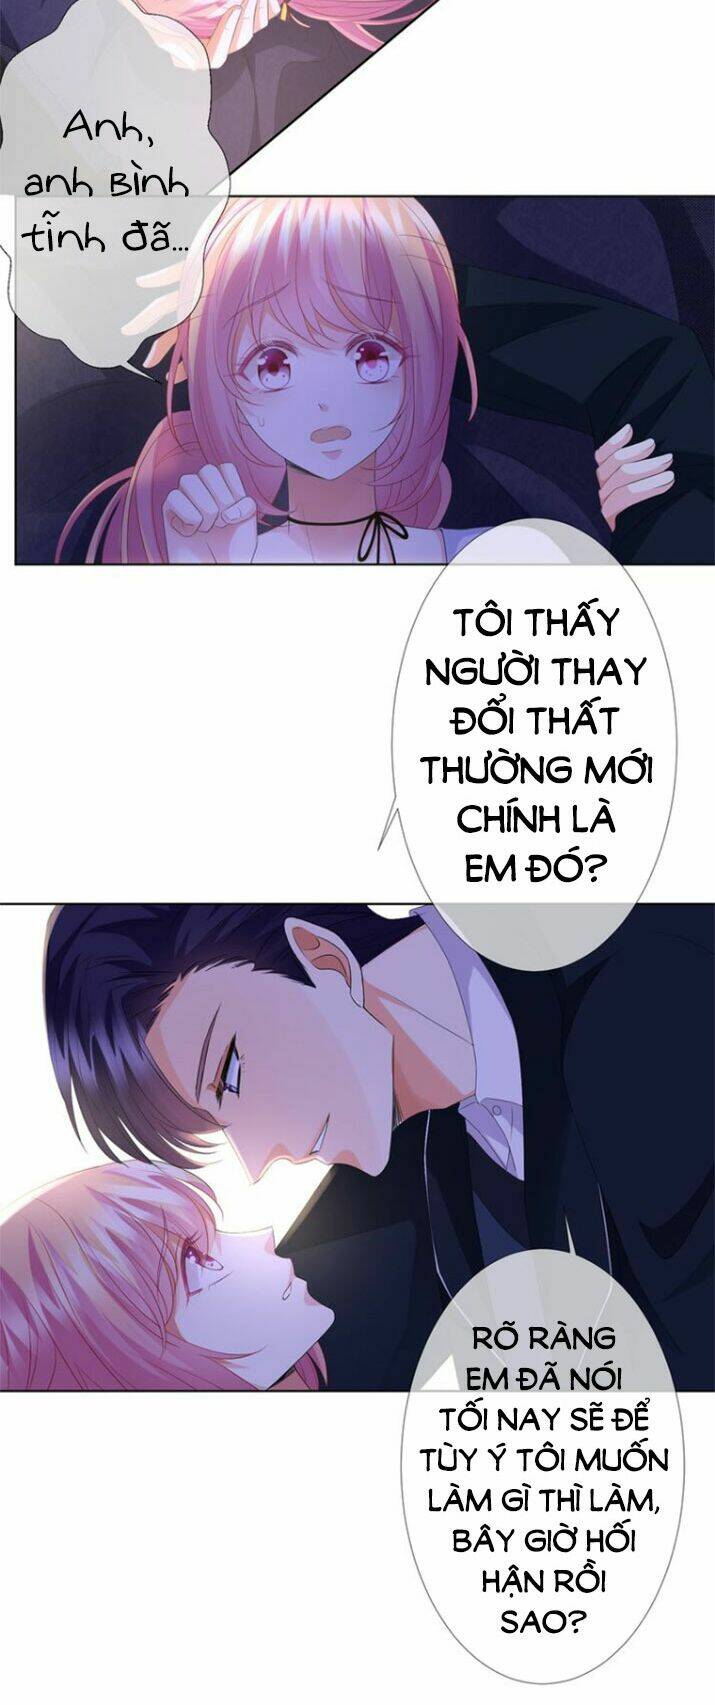 Anh,
anh bình
tĩnh đã...
TÔI THẤY
NGƯỜI THAY
ĐỔI THẤT
THƯỜNG MỚI
CHÍNH LÀ
EM ĐÓ?
RÕ RÀNG
EM ĐÃ NÓI
TỐI NAY SẼ ĐỂ
TÙY Ý TÔI MUỐN
LÀM GÌ THÌ LÀM,
BÂY GIỜ HỐI
HẬN RỒI
SAO?